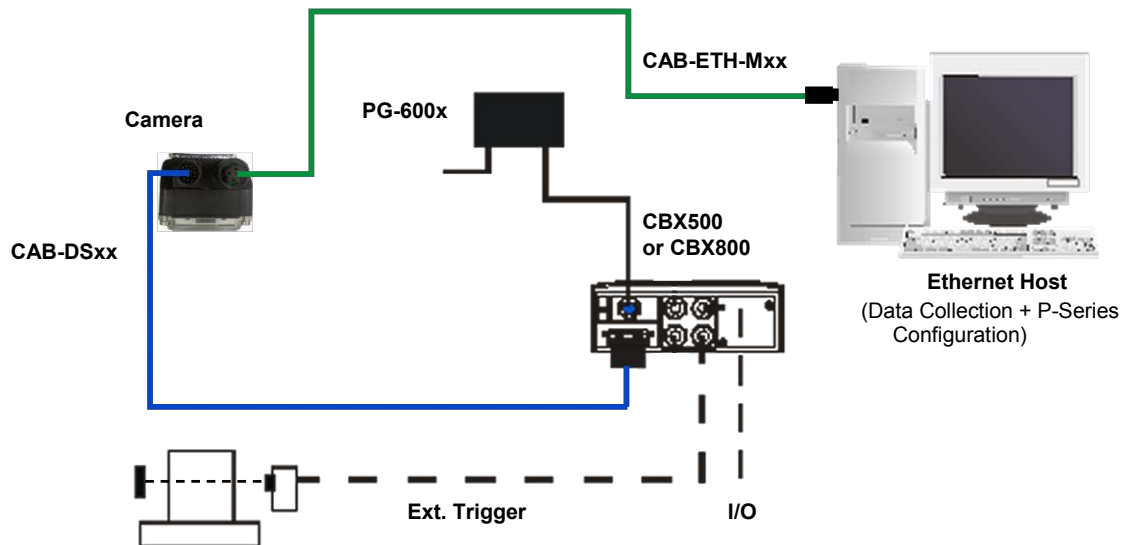 CAB-ETH-Mxx
PG-600x
Camera
CAB-DSxx
CBX500
or CBX800
Ethernet Host
(Data Collection + P-Series
Configuration)
Ext. Trigger
I/O